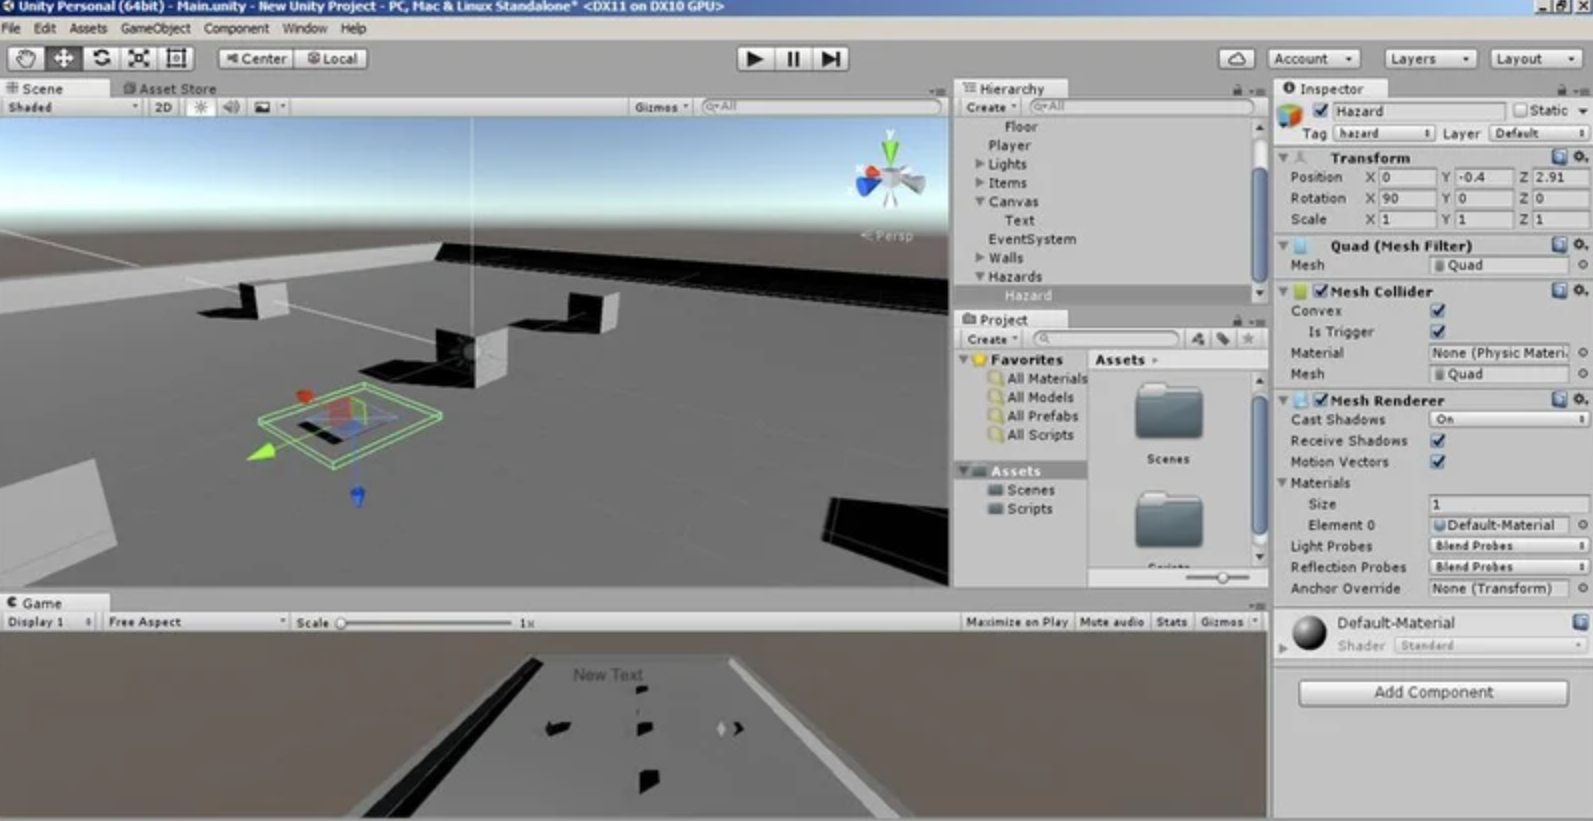 Unity Personal (64bit) - Main.unity - New Unity Project - PC, Mac & Linux Standalone* <DX11 on DX10 GPU>
File Edit Assets GameObject Component Window Help
Center Local Account Layers Layout
Scene Asset Store
Shaded 2D Gizmos All
Y
Persp
Hierarchy
Create All
Floor
Player
Lights
Items
Canvas
Text
EventSystem
Walls
Hazards
Hazard
Project
Create
Favorites
All Materials
All Models
All Prefabs
All Scripts
Assets
Scenes
Scripts
Assets
Scenes
Inspector
Hazard Static
Tag hazard Layer Default
Transform
Position X 0 Y -0.4 Z 2.91
Rotation X 90 Y 0 Z 0
Scale X 1 Y 1 Z 1
Quad (Mesh Filter)
Mesh Quad
Mesh Collider
Convex
Is Trigger
Material None (Physic Materi
Mesh Quad
Mesh Renderer
Cast Shadows On
Receive Shadows
Motion Vectors
Materials
Size 1
Element 0 Default-Material
Light Probes Blend Probes
Reflection Probes Blend Probes
Anchor Override None (Transform)
Default-Material
Shader Standard
Add Component
Game
Display 1 Free Aspect Scale 1x Maximize on Play Mute audio Stats Gizmos
New Text